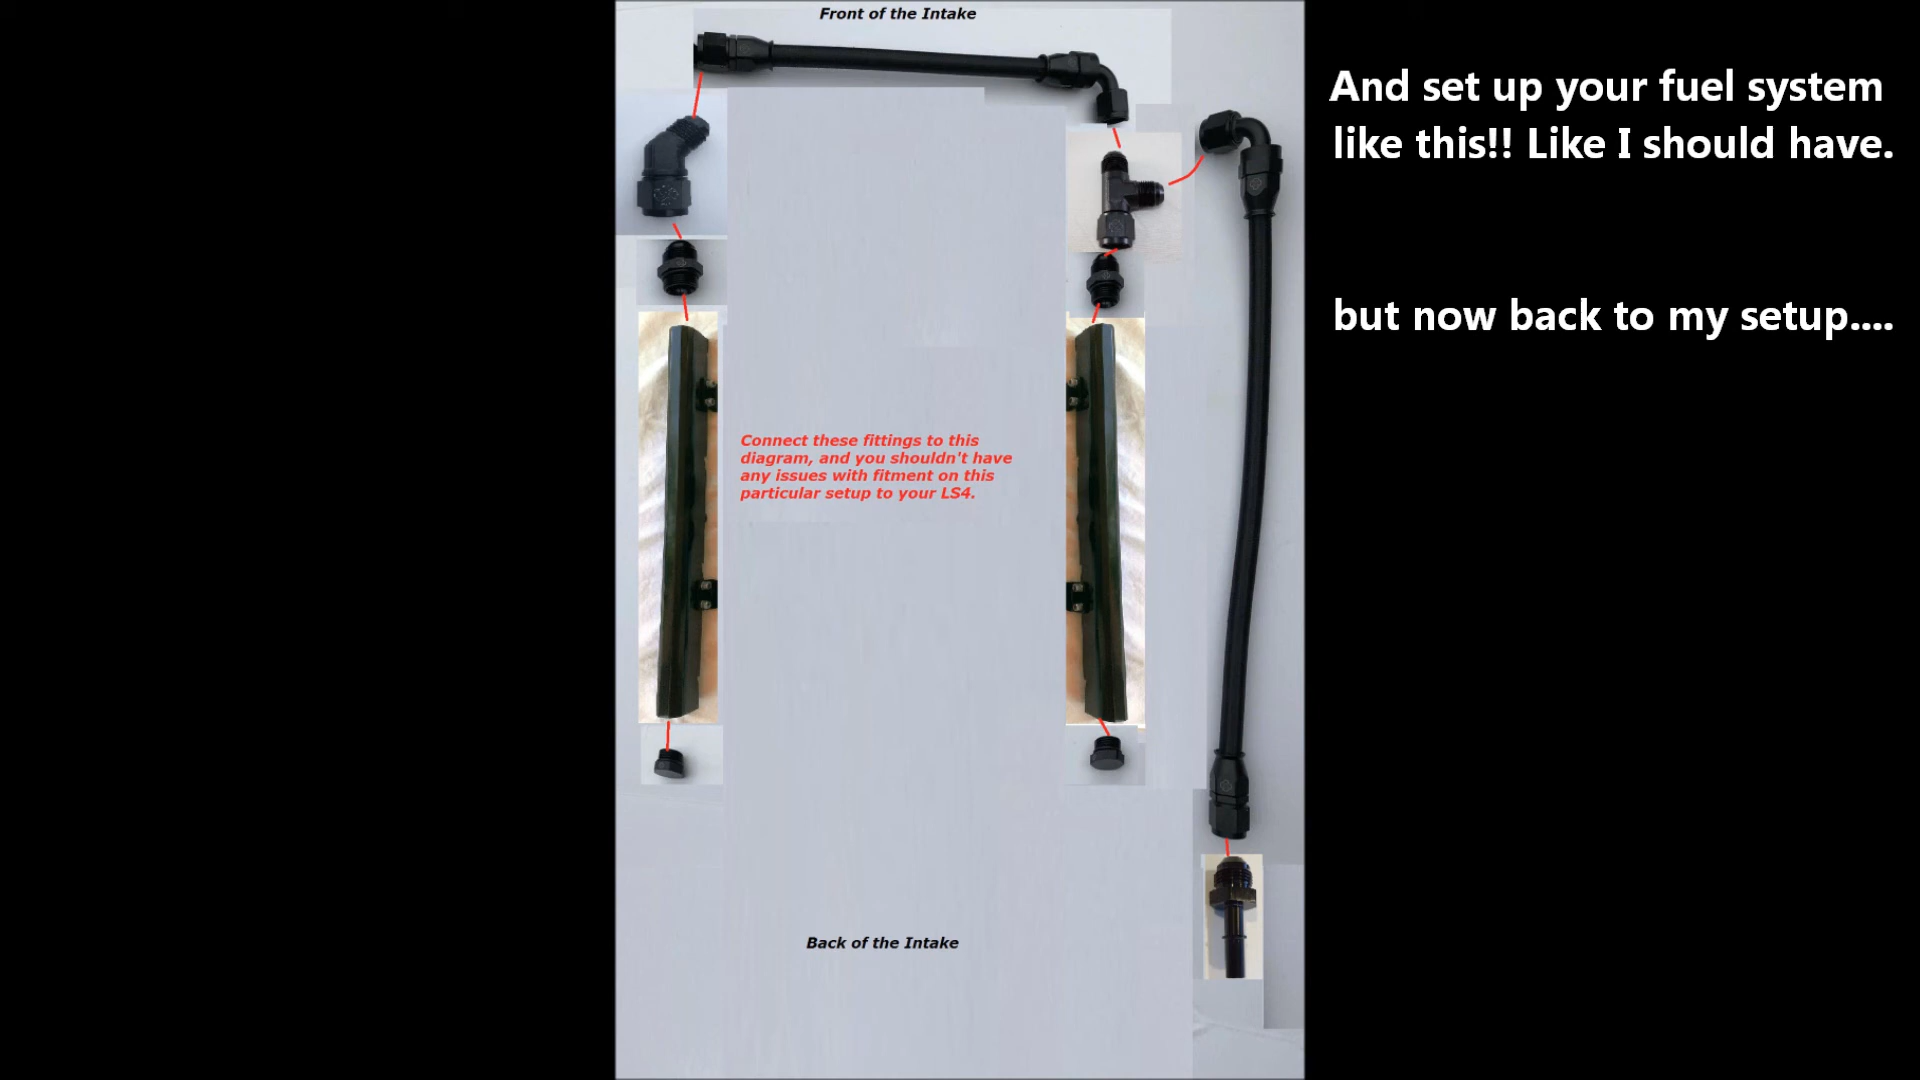 Front of the Intake
And set up your fuel system
like this!! Like I should have.
but now back to my setup....
Connect these fittings to this
diagram, and you shouldn't have
any issues with fitment on this
particular setup to your LS4.
Back of the Intake